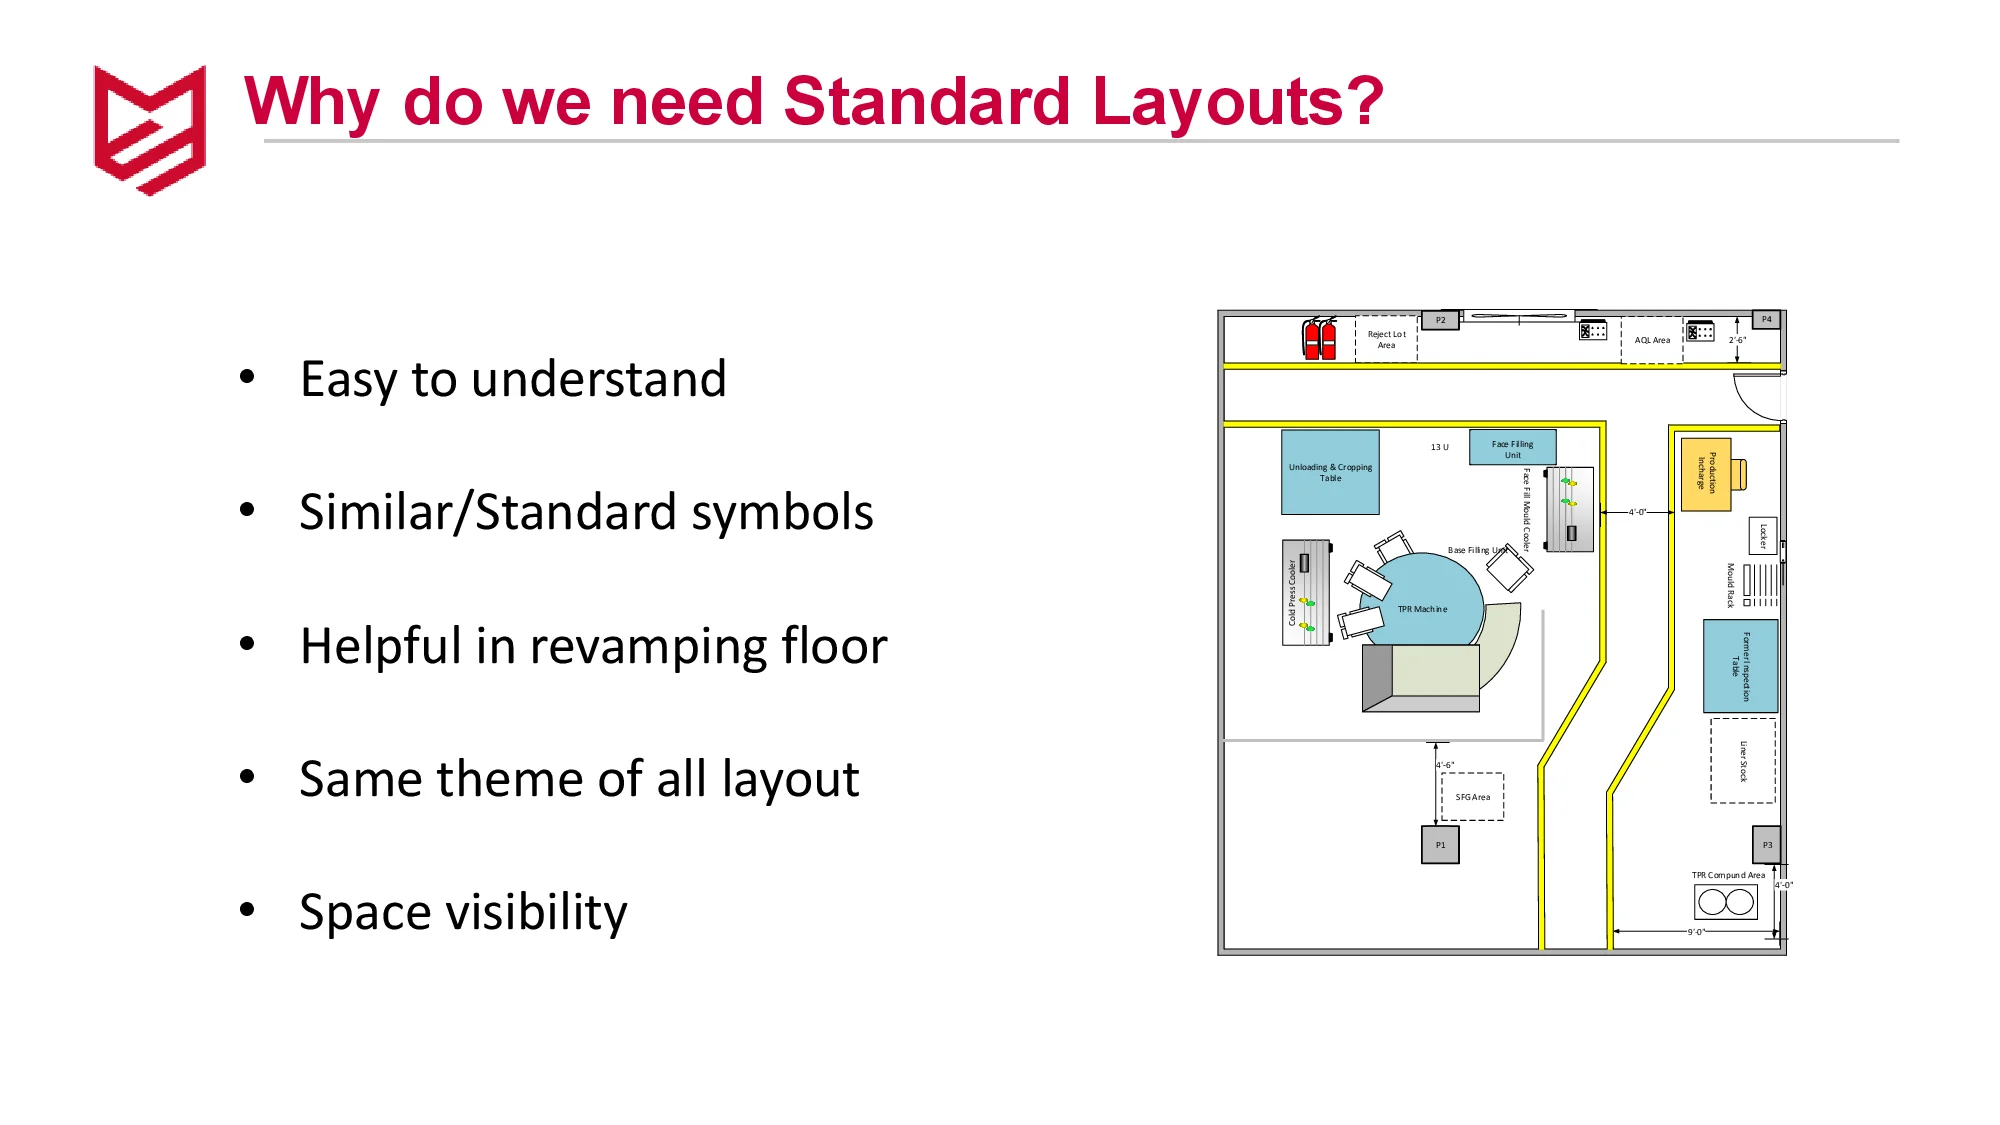 Why do we need Standard Layouts?
• Easy to understand
• Similar/Standard symbols
• Helpful in revamping floor
• Same theme of all layout
• Space visibility
P2
P4
Reject Lot
Area
AQL Area
2'-6"
13 U
Face Filling
Unit
Unloading & Cropping
Table
Production
Incharge
Face Fill Mould Cooler
4'-0"
Locker
Base Filling Unit
Cold Press Cooler
Mould Rack
TPR Machine
Former Inspection
Table
Liner Stock
4'-6"
SFG Area
P1
P3
TPR Compund Area
4'-0"
9'-0"